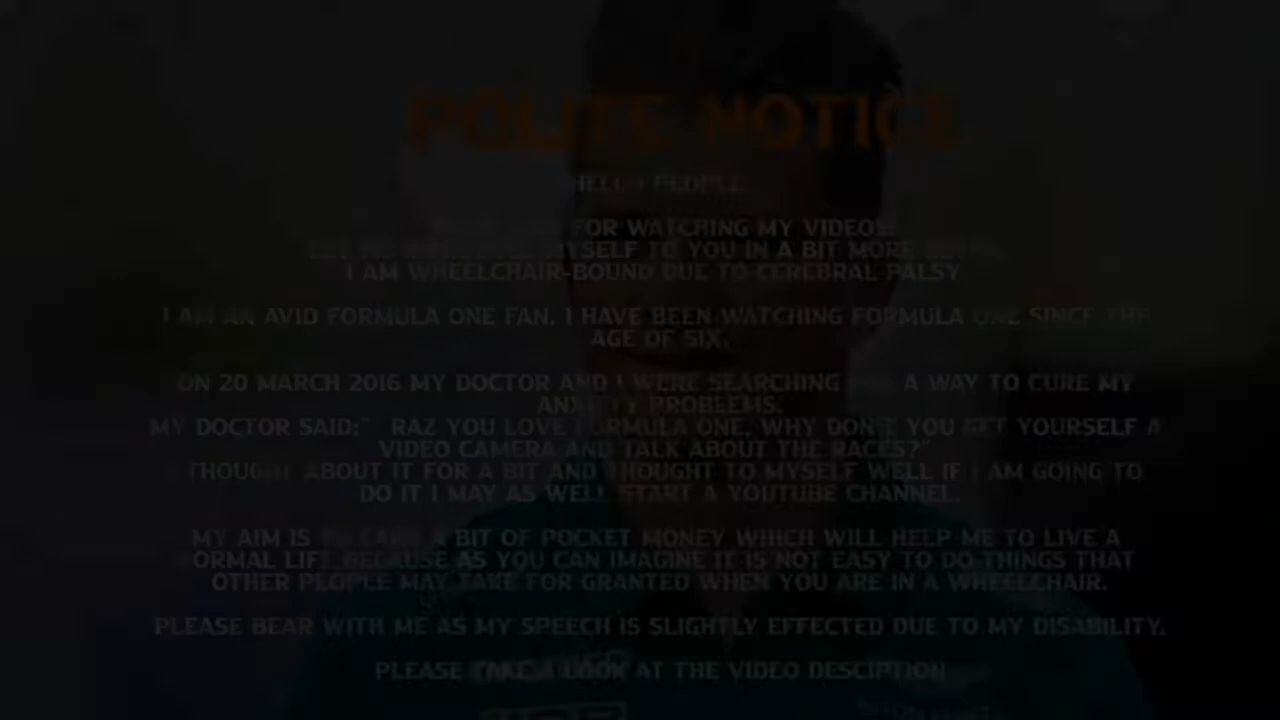 POLITE NOTICE
HELLO PEOPLE
FOR WATCHING MY VIDEOS
MYSELF TO YOU IN A BIT MORE
I AM WHEELCHAIR-BOUND DUE TO CEREBRAL PALSY
I AM AN AVID FORMULA ONE FAN. I HAVE BEEN WATCHING FORMULA ONE SINCE THE
AGE OF SIX.
ON 20 MARCH 2016 MY DOCTOR AND I WERE SEARCHING A WAY TO CURE MY
ANXIETY PROBLEMS.
MY DOCTOR SAID:" RAZ YOU LOVE FORMULA ONE. WHY DON'T YOU GET YOURSELF A
VIDEO CAMERA AND TALK ABOUT THE RACES?"
THOUGHT ABOUT IT FOR A BIT AND THOUGHT TO MYSELF WELL IF I AM GOING TO
DO IT I MAY AS WELL START A YOUTUBE CHANNEL.
MY AIM IS TO EARN A BIT OF POCKET MONEY WHICH WILL HELP ME TO LIVE A
NORMAL LIFE BECAUSE AS YOU CAN IMAGINE IT IS NOT EASY TO DO THINGS THAT
OTHER PEOPLE MAY TAKE FOR GRANTED WHEN YOU ARE IN A WHEELCHAIR.
PLEASE BEAR WITH ME AS MY SPEECH IS SLIGHTLY EFFECTED DUE TO MY DISABILITY.
PLEASE TAKE A LOOK AT THE VIDEO DESCIPTION